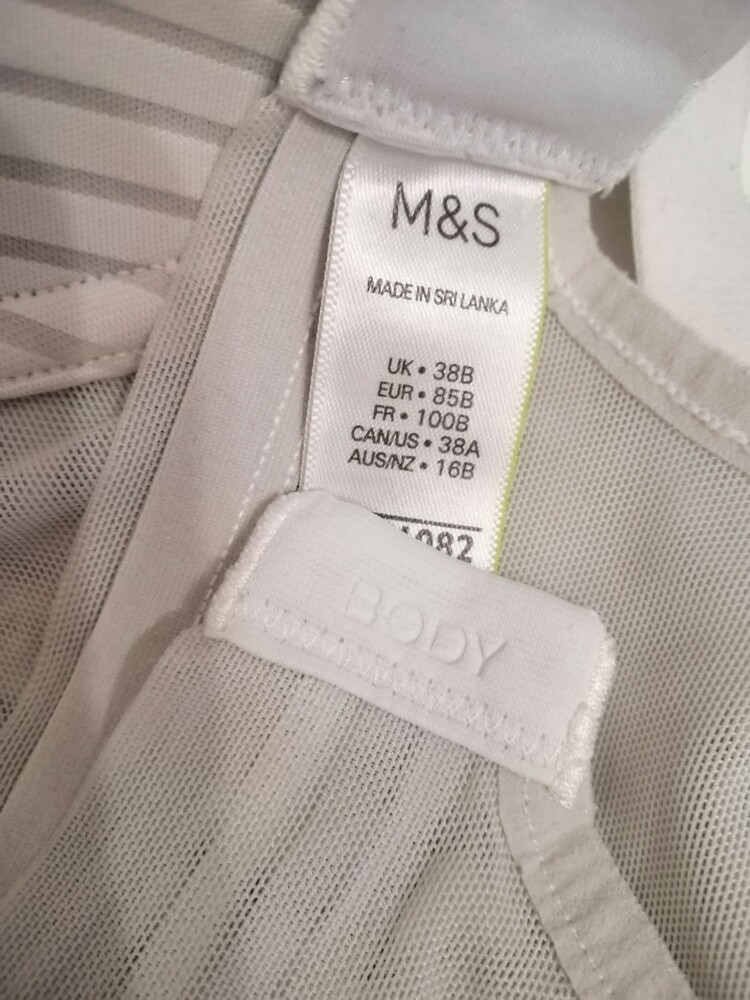 M&S
MADE IN SRI LANKA
UK • 38B
EUR • 85B
FR • 100B
CAN/US • 38A
AUS/NZ • 16B
BODY